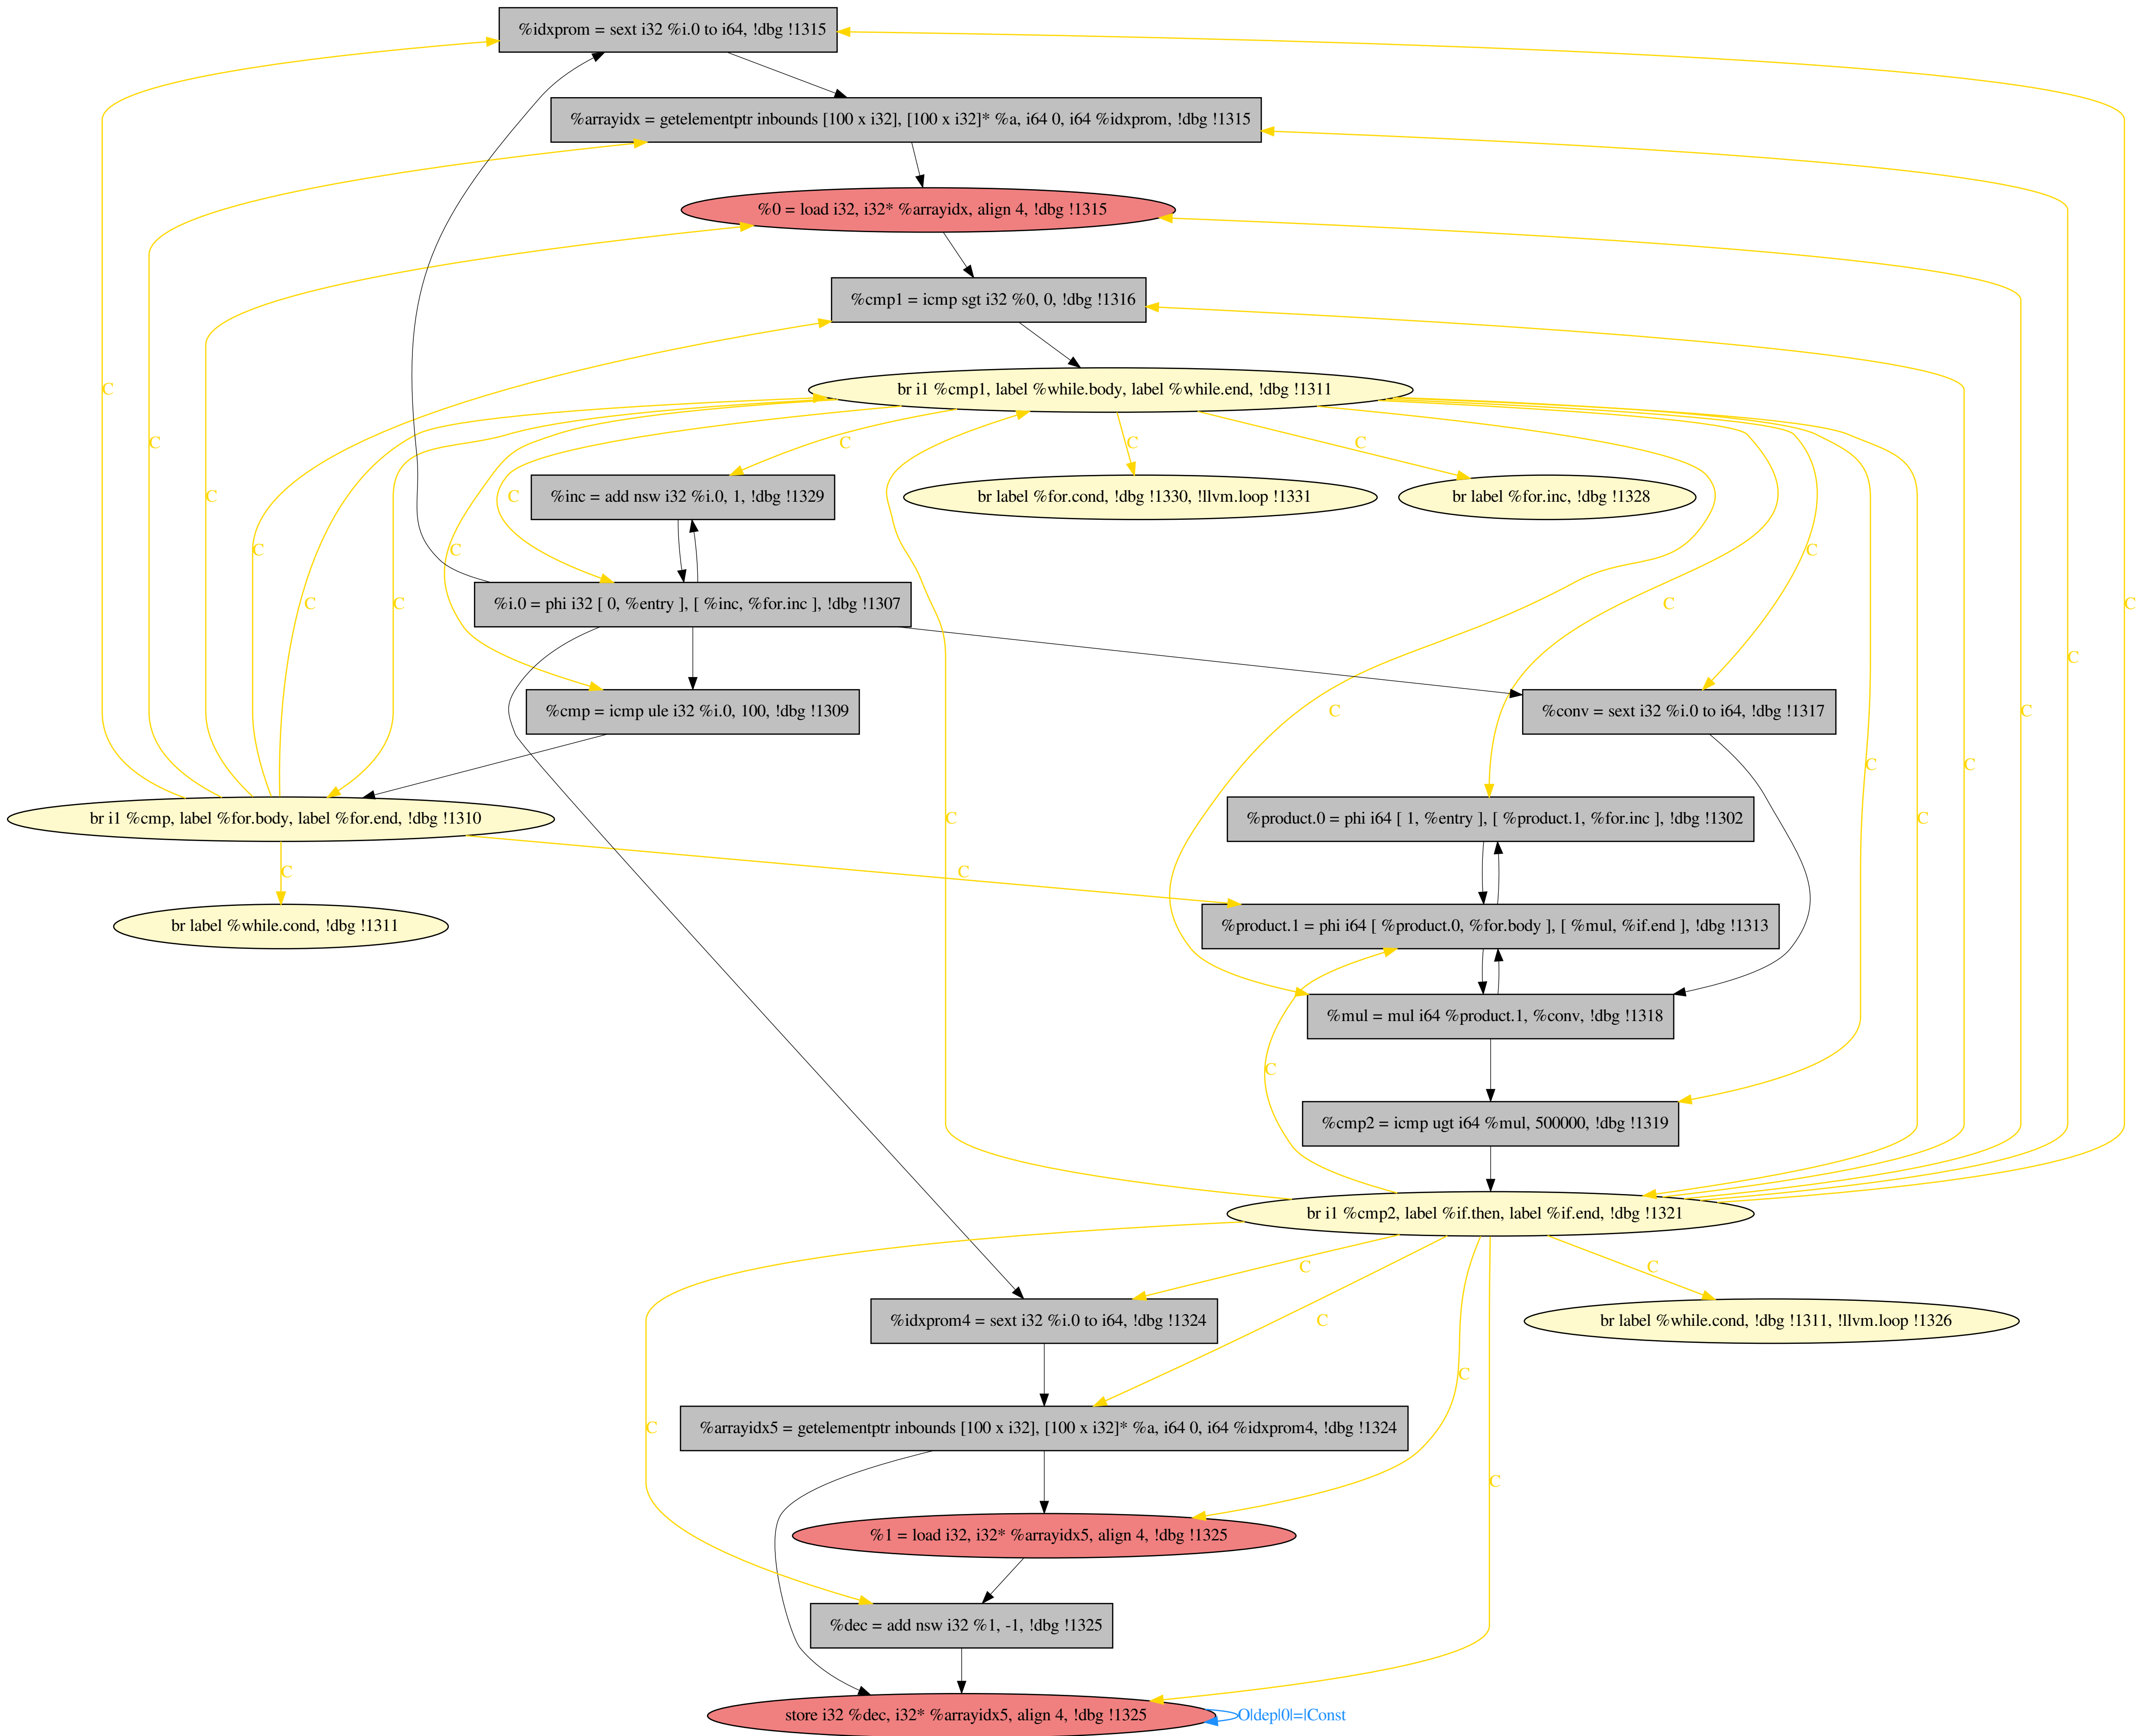 %idxprom = sext i32 %i.0 to i64, !dbg !1315
%arrayidx = getelementptr inbounds [100 x i32], [100 x i32]* %a, i64 0, i64 %idxprom, !dbg !1315
%0 = load i32, i32* %arrayidx, align 4, !dbg !1315
%cmp1 = icmp sgt i32 %0, 0, !dbg !1316
br i1 %cmp1, label %while.body, label %while.end, !dbg !1311
C
C
C
C
C
C
%inc = add nsw i32 %i.0, 1, !dbg !1329
br label %for.cond, !dbg !1330, !llvm.loop !1331
br label %for.inc, !dbg !1328
C
C
C
C
%i.0 = phi i32 [ 0, %entry ], [ %inc, %for.inc ], !dbg !1307
C
C
C
C
%cmp = icmp ule i32 %i.0, 100, !dbg !1309
C
%conv = sext i32 %i.0 to i64, !dbg !1317
C
C
C
C
C
br i1 %cmp, label %for.body, label %for.end, !dbg !1310
C
%product.0 = phi i64 [ 1, %entry ], [ %product.1, %for.inc ], !dbg !1302
C
C
C
br label %while.cond, !dbg !1311
%product.1 = phi i64 [ %product.0, %for.body ], [ %mul, %if.end ], !dbg !1313
%mul = mul i64 %product.1, %conv, !dbg !1318
C
%cmp2 = icmp ugt i64 %mul, 500000, !dbg !1319
br i1 %cmp2, label %if.then, label %if.end, !dbg !1321
C
C
%idxprom4 = sext i32 %i.0 to i64, !dbg !1324
C
br label %while.cond, !dbg !1311, !llvm.loop !1326
C
C
%arrayidx5 = getelementptr inbounds [100 x i32], [100 x i32]* %a, i64 0, i64 %idxprom4, !dbg !1324
C
%1 = load i32, i32* %arrayidx5, align 4, !dbg !1325
%dec = add nsw i32 %1, -1, !dbg !1325
store i32 %dec, i32* %arrayidx5, align 4, !dbg !1325
O|dep|0|=|Const